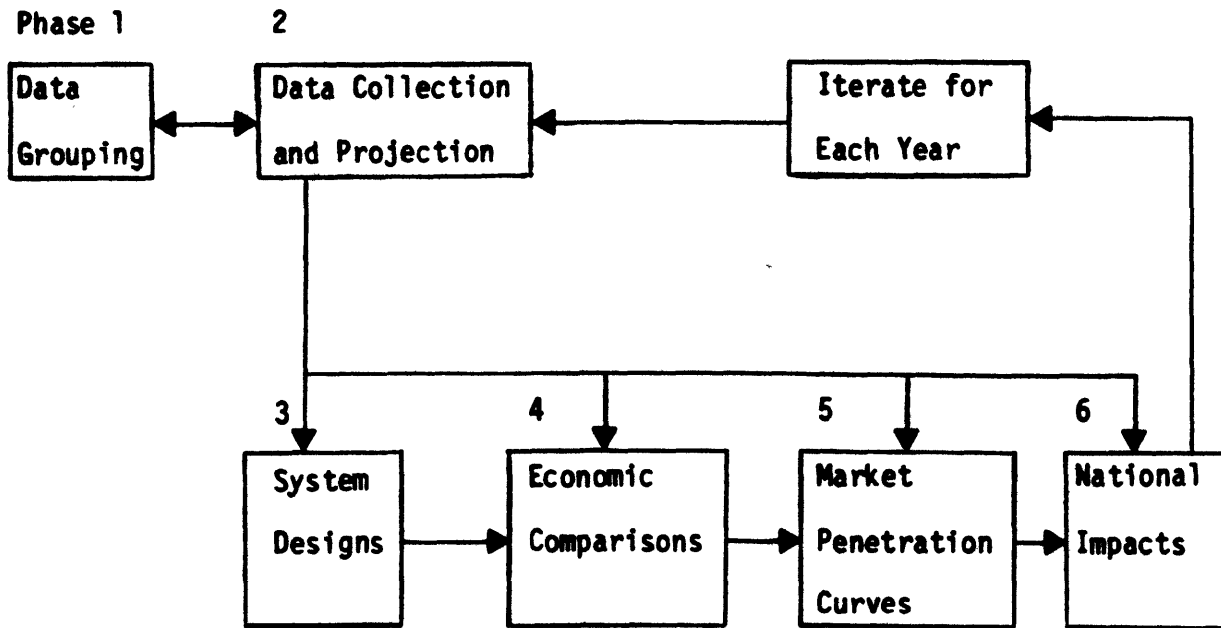 Phase 1
2
Data
Grouping
Data Collection
and Projection
Iterate for
Each Year
3
System
Designs
4
Economic
Comparisons
5
Market
Penetration
Curves
6
National
Impacts